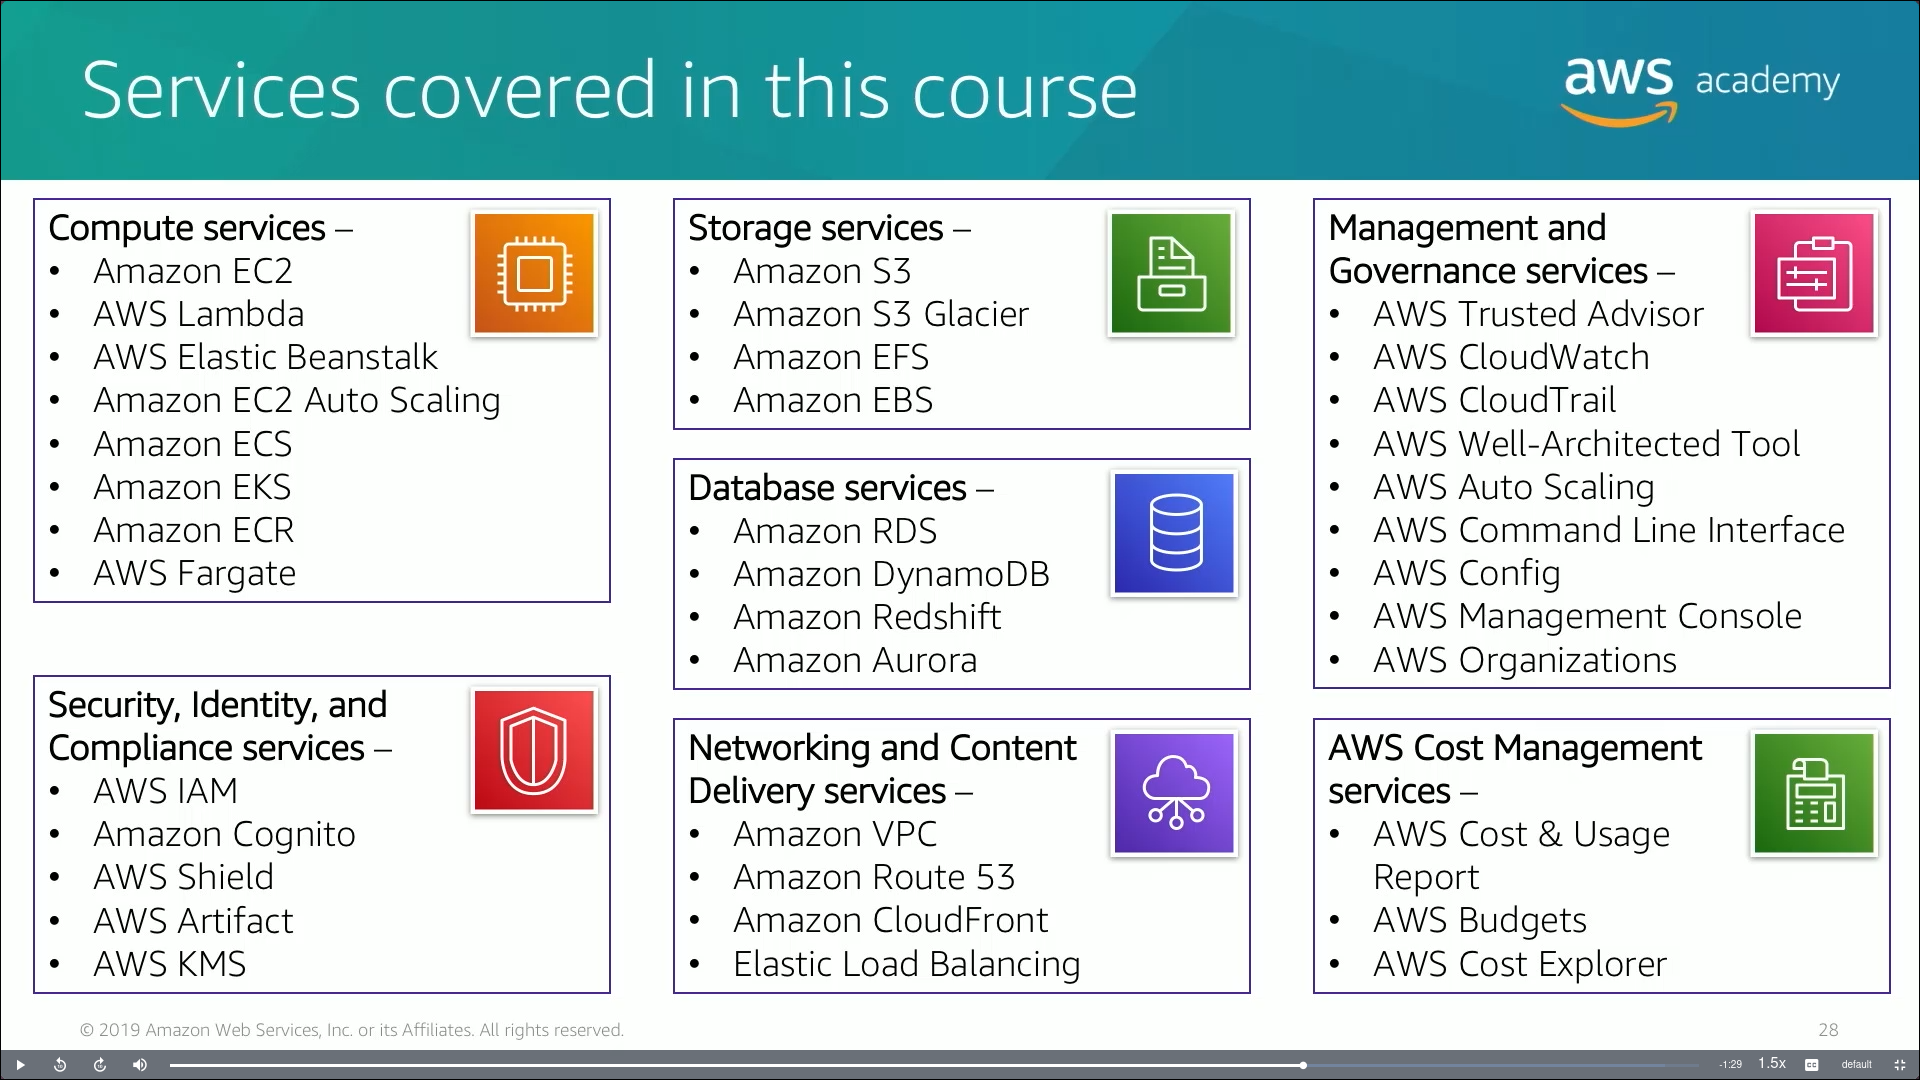 Services covered in this course
aws academy
Compute services –
• Amazon EC2
• AWS Lambda
• AWS Elastic Beanstalk
• Amazon EC2 Auto Scaling
• Amazon ECS
• Amazon EKS
• Amazon ECR
• AWS Fargate
Security, Identity, and
Compliance services –
• AWS IAM
• Amazon Cognito
• AWS Shield
• AWS Artifact
• AWS KMS
Storage services –
• Amazon S3
• Amazon S3 Glacier
• Amazon EFS
• Amazon EBS
Database services –
• Amazon RDS
• Amazon DynamoDB
• Amazon Redshift
• Amazon Aurora
Networking and Content
Delivery services –
• Amazon VPC
• Amazon Route 53
• Amazon CloudFront
• Elastic Load Balancing
Management and
Governance services –
• AWS Trusted Advisor
• AWS CloudWatch
• AWS CloudTrail
• AWS Well-Architected Tool
• AWS Auto Scaling
• AWS Command Line Interface
• AWS Config
• AWS Management Console
• AWS Organizations
AWS Cost Management
services –
• AWS Cost & Usage
Report
• AWS Budgets
• AWS Cost Explorer
© 2019 Amazon Web Services, Inc. or its Affiliates. All rights reserved.
28
-1:29 1.5x CC default